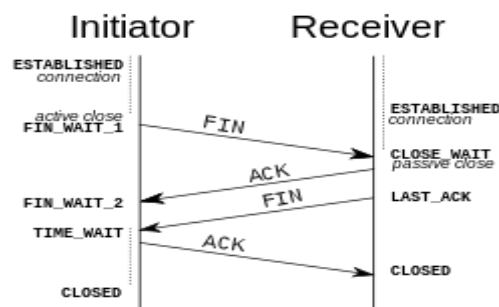 Initiator Receiver
ESTABLISHED
connection
active close
FIN_WAIT_1
FIN
ESTABLISHED
connection
CLOSE_WAIT
passive close
ACK
FIN_WAIT_2
FIN
LAST_ACK
TIME_WAIT
ACK
CLOSED
CLOSED